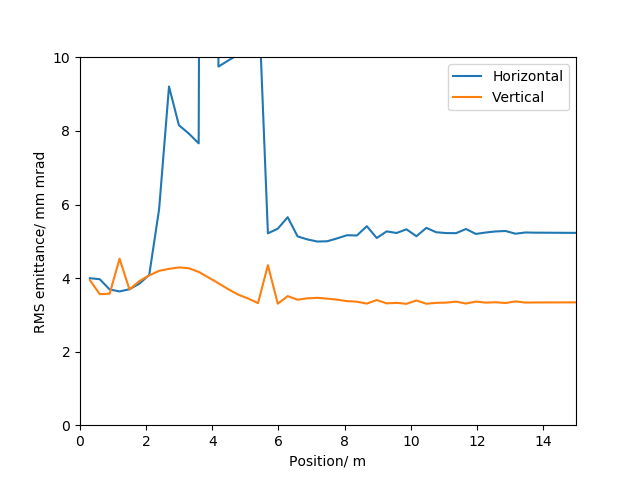 10
8
6
4
2
0
RMS emittance/ mm mrad
Horizontal
Vertical
0 2 4 6 8 10 12 14
Position/ m